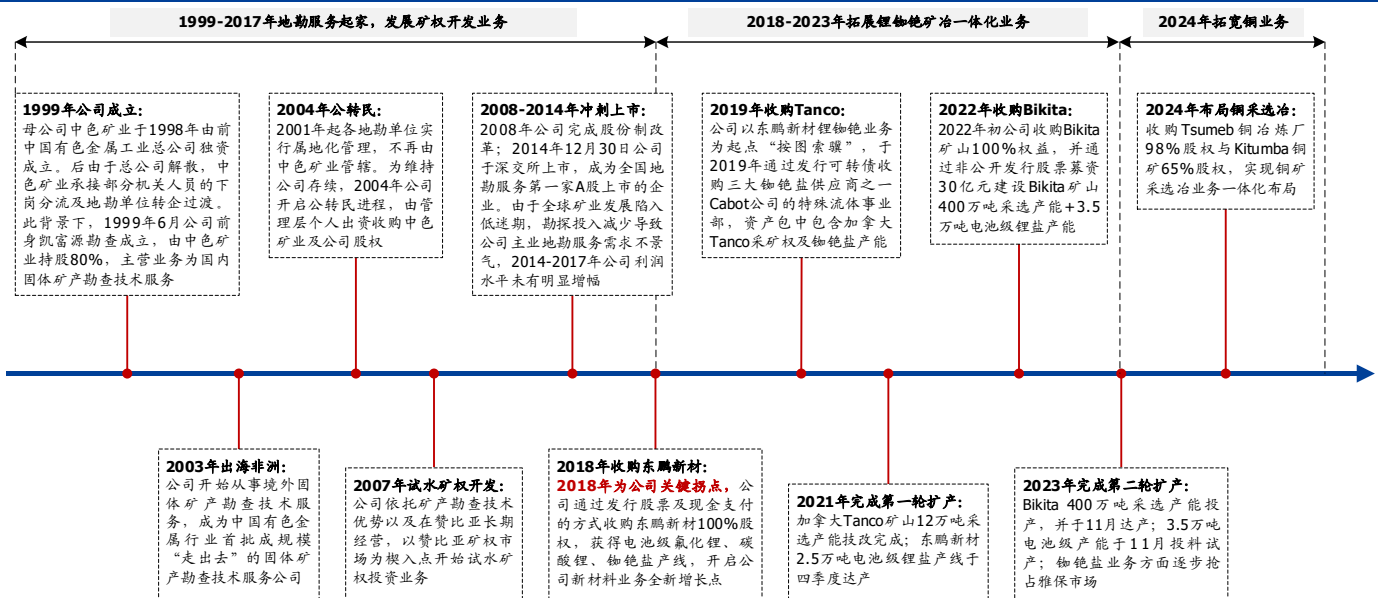 1999-2017年地勘服务起家，发展矿权开发业务
2018-2023年拓展锂铷铯矿冶一体化业务
2024年拓宽铜业务
1999年公司成立：
母公司中色矿业于1998年由前
中国有色金属工业总公司独资
成立。后由于总公司解散，中
色矿业承接部分机关人员的下
岗分流及地勘单位转企过渡。
此背景下，1999年6月公司前
身凯富源勘查成立，由中色矿
业持股80%，主营业务为国内
固体矿产勘查技术服务
2004年公转民：
2001年起各地勘单位实
行属地化管理，不再由
中色矿业管辖。为维持
公司存续，2004年公司
开启公转民进程，由管
理层个人出资收购中色
矿业及公司股权
2008-2014年冲刺上市：
2008年公司完成股份制改
革；2014年12月30日公司
于深交所上市，成为全国地
勘服务第一家A股上市的企
业。由于全球矿业发展陷入
低迷期，勘探投入减少导致
公司主业地勘服务需求不景
气，2014-2017年公司利润
水平未有明显增幅
2019年收购Tanco：
公司以东鹏新材锂铷铯业务
为起点“按图索骥”，于
2019年通过发行可转债收
购三大铷铯盐供应商之一
Cabot公司的特殊流体事业
部，资产包中包含加拿大
Tanco采矿权及铷铯盐产能
2022年收购Bikita：
2022年初公司收购Bikita
矿山100%权益，并通
过非公开发行股票募资
30亿元建设Bikita矿山
400万吨采选产能+3.5
万吨电池级锂盐产能
2024年布局铜采选冶：
收购Tsumeb铜冶炼厂
98%股权与Kitumba铜
矿65%股权，实现铜矿
采选冶业务一体化布局
2003年出海非洲：
公司开始从事境外固
体矿产勘查技术服
务，成为中国有色金
属行业首批成规模
“走出去”的固体矿
产勘查技术服务公司
2007年试水矿权开发：
公司依托矿产勘查技术
优势以及在赞比亚长期
经营，以赞比亚矿权市
场为楔入点开始试水矿
权投资业务
2018年收购东鹏新材：
2018年为公司关键拐点，公
司通过发行股票及现金支付
的方式收购东鹏新材100%股
权，获得电池级氟化锂、碳
酸锂、铷铯盐产线，开启公
司新材料业务全新增长点
2021年完成第一轮扩产：
加拿大Tanco矿山12万吨采
选产能技改完成；东鹏新材
2.5万吨电池级锂盐产线于
四季度达产
2023年完成第二轮扩产：
Bikita 400万吨采选产能投
产，并于11月达产；3.5万吨
电池级产能于11月投料试
产；铷铯盐业务方面逐步抢
占雅保市场